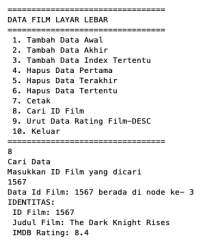 ================================
DATA FILM LAYAR LEBAR
================================
1. Tambah Data Awal
2. Tambah Data Akhir
3. Tambah Data Index Tertentu
4. Hapus Data Pertama
5. Hapus Data Terakhir
6. Hapus Data Tertentu
7. Cetak
8. Cari ID Film
9. Urut Data Rating Film-DESC
10. Keluar
================================
8
Cari Data
Masukkan ID Film yang dicari
1567
Data Id Film: 1567 berada di node ke- 3
IDENTITAS:
ID Film: 1567
Judul Film: The Dark Knight Rises
IMDB Rating: 8.4